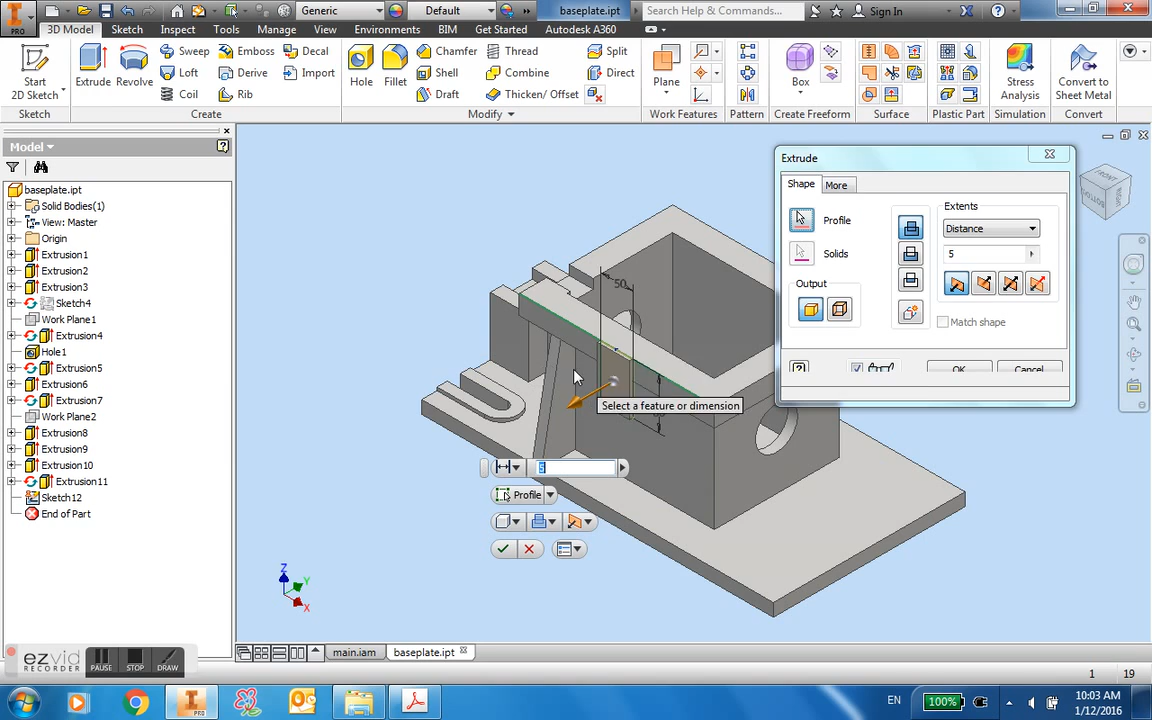 I
PRO
Generic
Default
baseplate.ipt
Search Help & Commands...
Sign In
3D Model
Sketch
Inspect
Tools
Manage
View
Environments
BIM
Get Started
Autodesk A360
Start
2D Sketch
Extrude
Revolve
Sweep
Loft
Coil
Emboss
Derive
Rib
Decal
Import
Hole
Fillet
Chamfer
Shell
Draft
Thread
Combine
Thicken/ Offset
Split
Direct
Plane
Box
Stress
Analysis
Convert to
Sheet Metal
Sketch
Create
Modify
Work Features
Pattern
Create Freeform
Surface
Plastic Part
Simulation
Convert
Model
baseplate.ipt
Solid Bodies(1)
View: Master
Origin
Extrusion1
Extrusion2
Extrusion3
Sketch4
Work Plane1
Extrusion4
Hole1
Extrusion5
Extrusion6
Extrusion7
Work Plane2
Extrusion8
Extrusion9
Extrusion10
Extrusion11
Sketch12
End of Part
Extrude
Shape
More
Profile
Solids
Output
Extents
Distance
5
Match shape
OK
Cancel
FRONT
RIGHT
BOTTOM
50
Select a feature or dimension
5
Profile
Z
Y
X
main.iam
baseplate.ipt
ezvid
RECORDER
PAUSE
STOP
DRAW
1
19
PRO
EN
100%
10:03 AM
1/12/2016